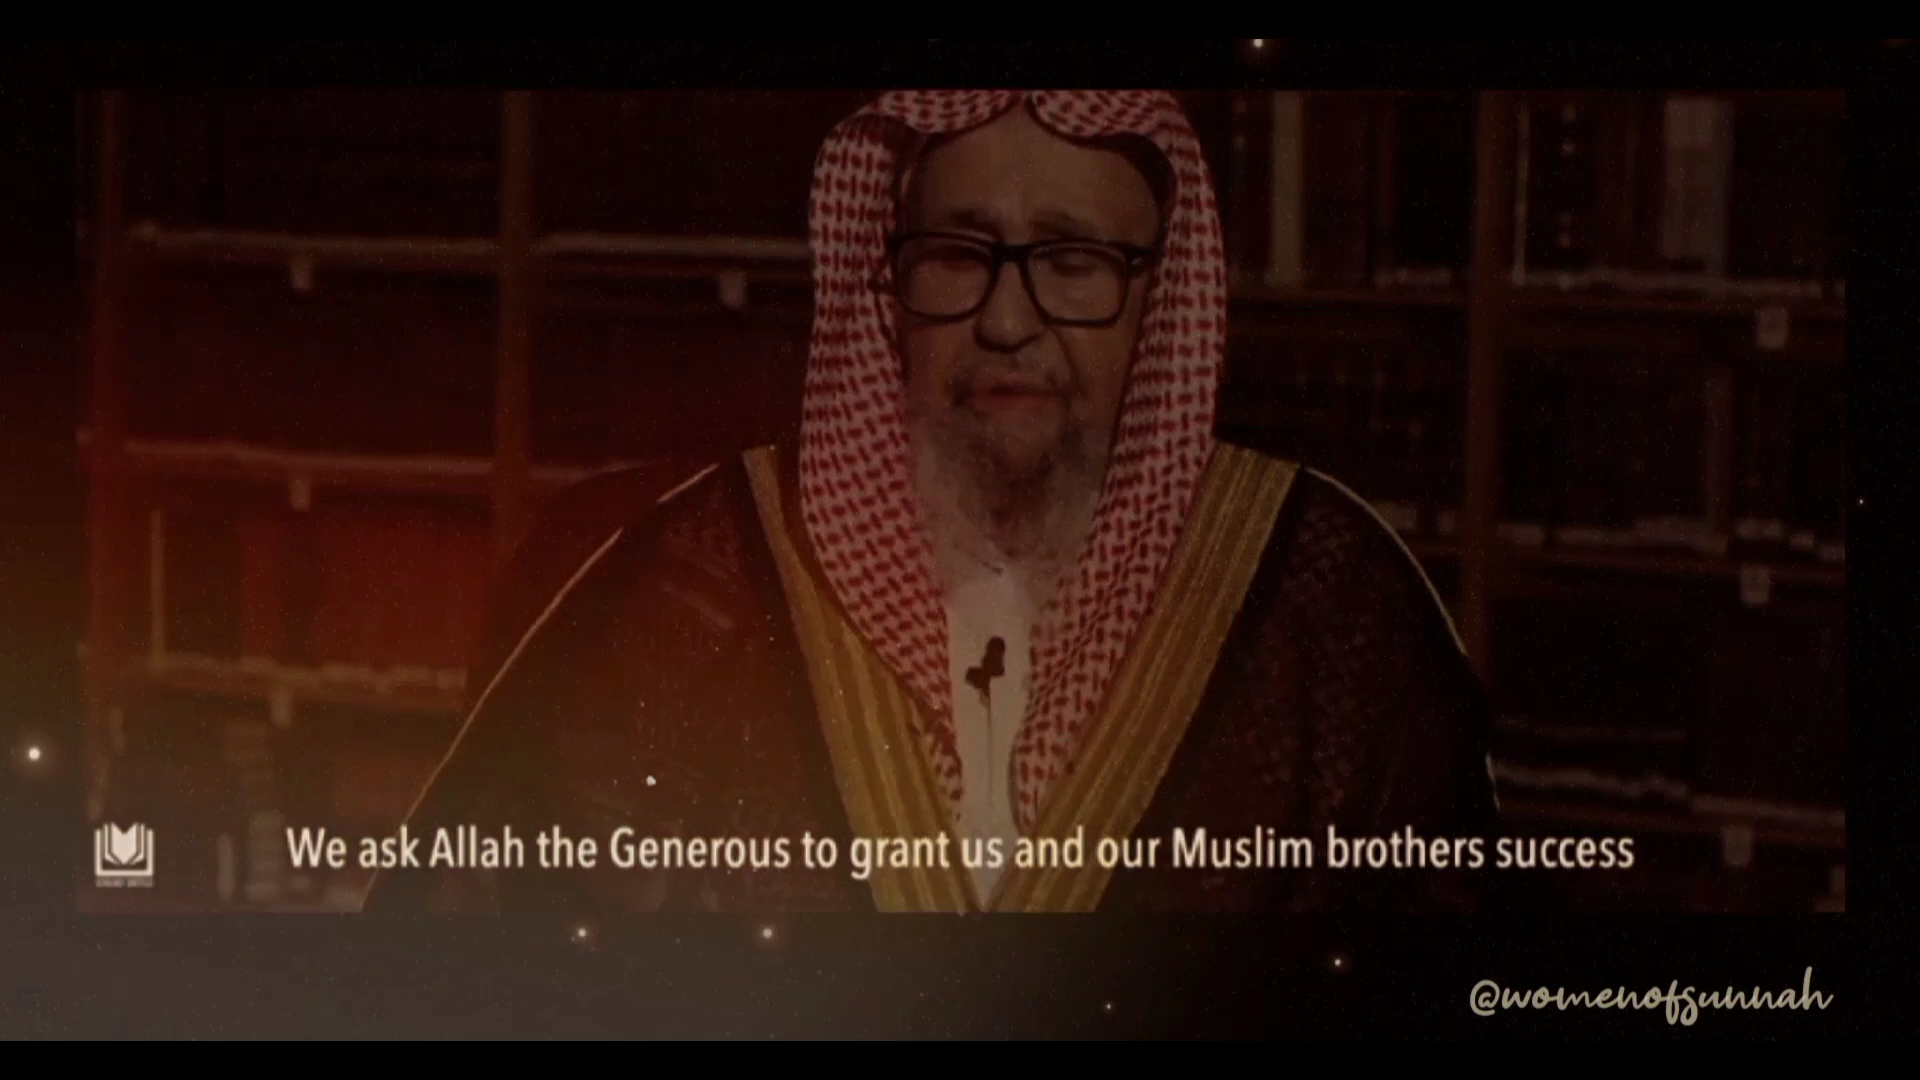 We ask Allah the Generous to grant us and our Muslim brothers success
@womenofsunnah